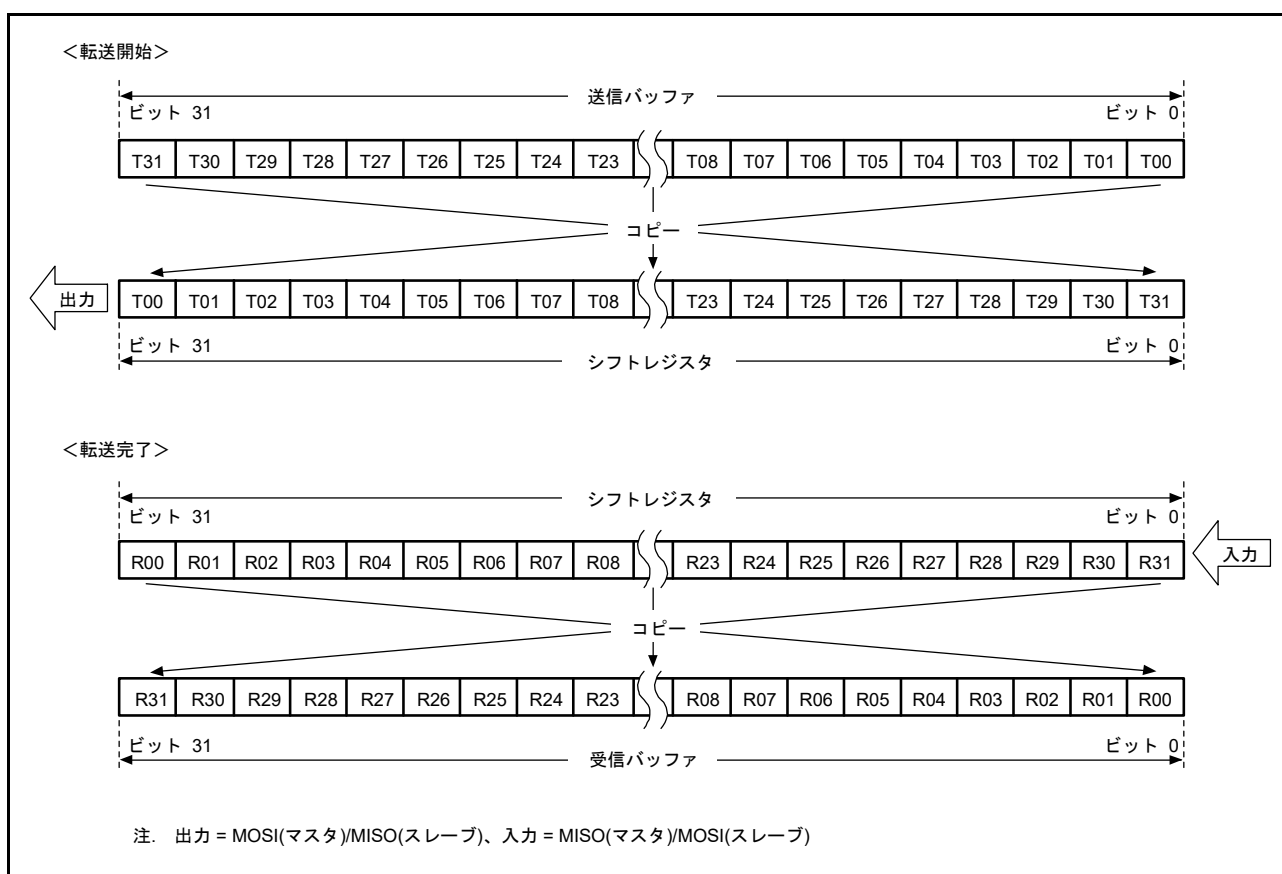 ＜転送開始＞
送信バッファ
ビット 31 ビット 0
T31 T30 T29 T28 T27 T26 T25 T24 T23 T08 T07 T06 T05 T04 T03 T02 T01 T00
コピー
出力 T00 T01 T02 T03 T04 T05 T06 T07 T08 T23 T24 T25 T26 T27 T28 T29 T30 T31
ビット 31 ビット 0
シフトレジスタ
＜転送完了＞
シフトレジスタ
ビット 31 ビット 0
R00 R01 R02 R03 R04 R05 R06 R07 R08 R23 R24 R25 R26 R27 R28 R29 R30 R31 入力
コピー
R31 R30 R29 R28 R27 R26 R25 R24 R23 R08 R07 R06 R05 R04 R03 R02 R01 R00
ビット 31 ビット 0
受信バッファ
注. 出力 = MOSI(マスタ)/MISO(スレーブ)、入力 = MISO(マスタ)/MOSI(スレーブ)